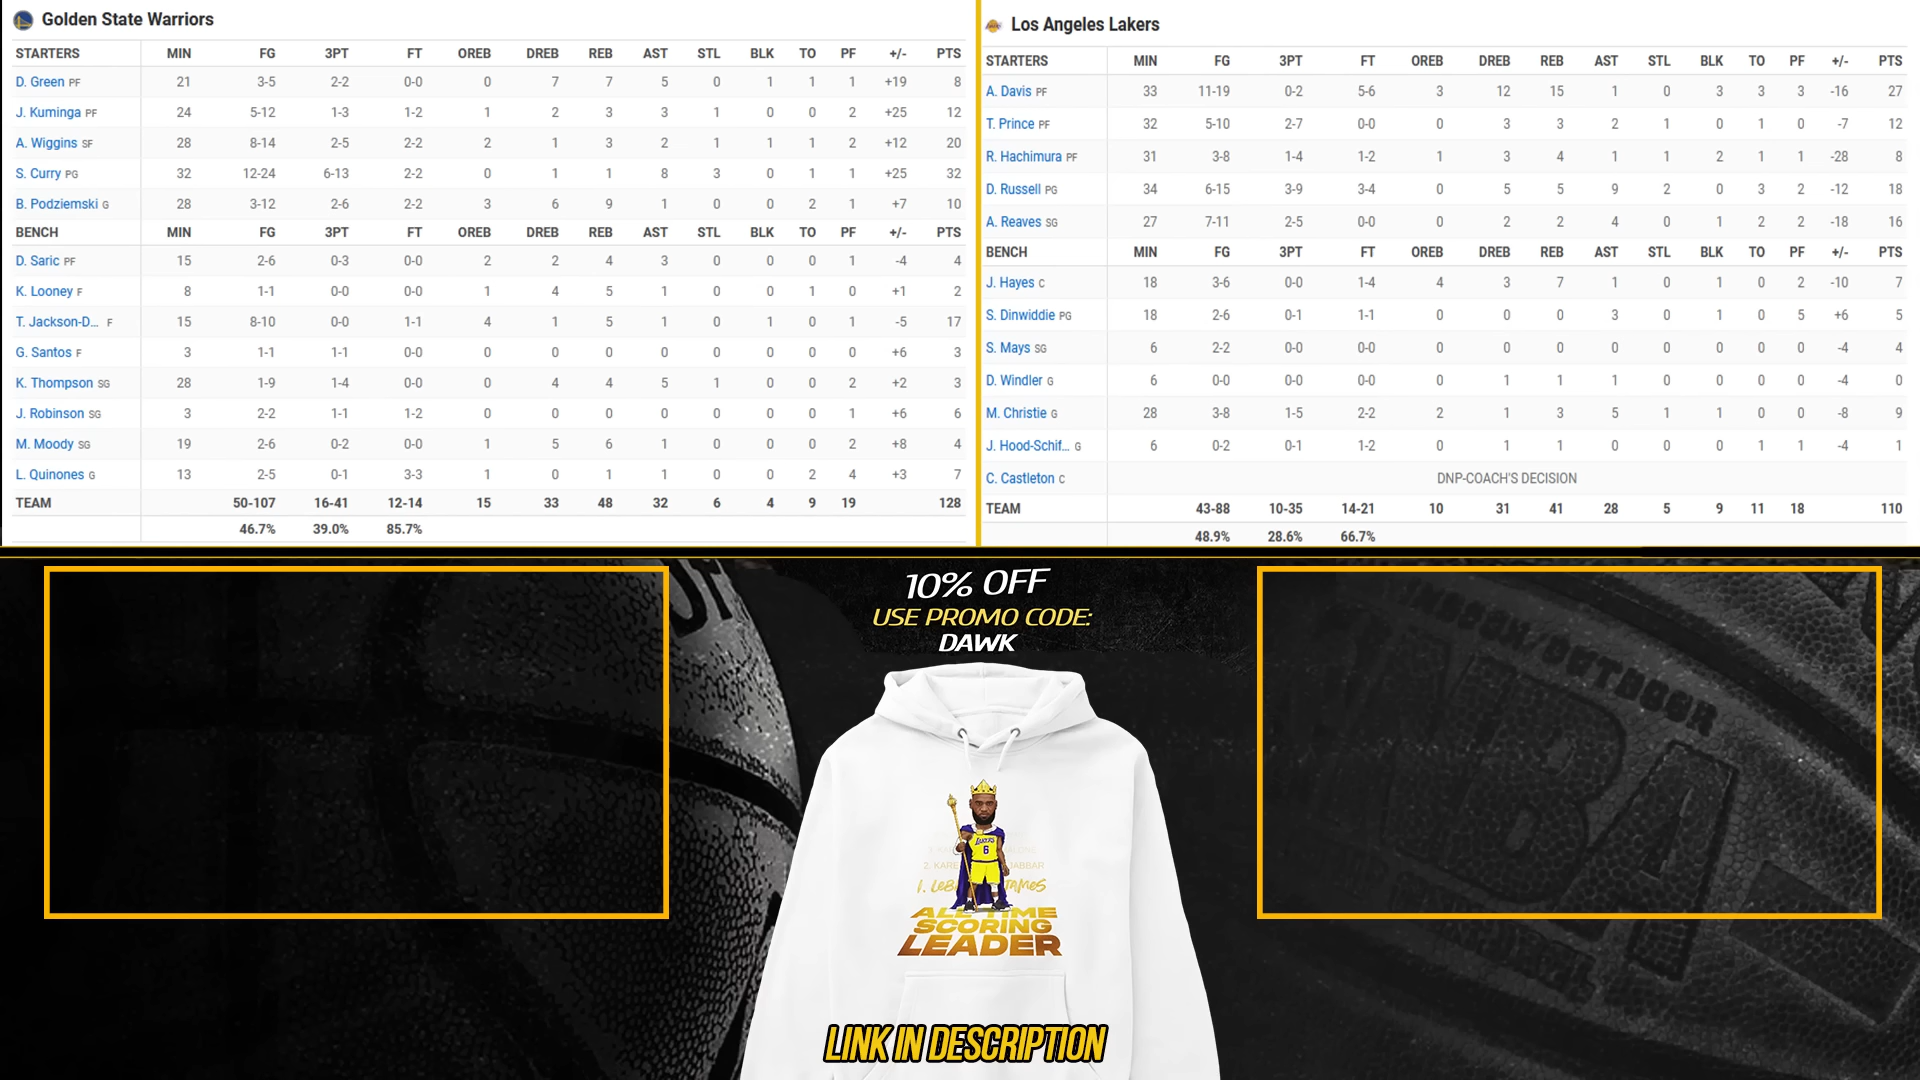 Golden State Warriors
STARTERS MIN FG 3PT FT OREB DREB REB AST STL BLK TO PF +/- PTS
D. Green PF 21 3-5 2-2 0-0 0 7 7 5 0 1 1 1 +19 8
J. Kuminga PF 24 5-12 1-3 1-2 1 2 3 3 1 0 0 2 +25 12
A. Wiggins SF 28 8-14 2-5 2-2 2 1 3 2 1 1 1 2 +12 20
S. Curry PG 32 12-24 6-13 2-2 0 1 1 8 3 0 1 1 +25 32
B. Podziemski G 28 3-12 2-6 2-2 3 6 9 1 0 0 2 1 +7 10
BENCH MIN FG 3PT FT OREB DREB REB AST STL BLK TO PF +/- PTS
D. Saric PF 15 2-6 0-3 0-0 2 2 4 3 0 0 0 1 -4 4
K. Looney F 8 1-1 0-0 0-0 1 4 5 1 0 0 1 0 +1 2
T. Jackson-D... F 15 8-10 0-0 1-1 4 1 5 1 0 1 0 1 -5 17
G. Santos F 3 1-1 1-1 0-0 0 0 0 0 0 0 0 0 +6 3
K. Thompson SG 28 1-9 1-4 0-0 0 4 4 5 1 0 0 2 +2 3
J. Robinson SG 3 2-2 1-1 1-2 0 0 0 0 0 0 0 1 +6 6
M. Moody SG 19 2-6 0-2 0-0 1 5 6 1 0 0 0 2 +8 4
L. Quinones G 13 2-5 0-1 3-3 1 0 1 1 0 0 2 4 +3 7
TEAM 50-107 16-41 12-14 15 33 48 32 6 4 9 19 128
46.7% 39.0% 85.7%
Los Angeles Lakers
STARTERS MIN FG 3PT FT OREB DREB REB AST STL BLK TO PF +/- PTS
A. Davis PF 33 11-19 0-2 5-6 3 12 15 1 0 3 3 3 -16 27
T. Prince PF 32 5-10 2-7 0-0 0 3 3 2 1 0 1 0 -7 12
R. Hachimura PF 31 3-8 1-4 1-2 1 3 4 1 1 2 1 1 -28 8
D. Russell PG 34 6-15 3-9 3-4 0 5 5 9 2 0 3 2 -12 18
A. Reaves SG 27 7-11 2-5 0-0 0 2 2 4 0 1 2 2 -18 16
BENCH MIN FG 3PT FT OREB DREB REB AST STL BLK TO PF +/- PTS
J. Hayes C 18 3-6 0-0 1-4 4 3 7 1 0 1 0 2 -10 7
S. Dinwiddie PG 18 2-6 0-1 1-1 0 0 0 3 0 1 0 5 +6 5
S. Mays SG 6 2-2 0-0 0-0 0 0 0 0 0 0 0 0 -4 4
D. Windler G 6 0-0 0-0 0-0 0 1 1 1 0 0 0 0 -4 0
M. Christie G 28 3-8 1-5 2-2 2 1 3 5 1 1 0 0 -8 9
J. Hood-Schif... G 6 0-2 0-1 1-2 0 1 1 0 0 0 1 1 -4 1
C. Castleton C DNP-COACH'S DECISION
TEAM 43-88 10-35 14-21 10 31 41 28 5 9 11 18 110
48.9% 28.6% 66.7%
10% OFF
USE PROMO CODE:
DAWK
INDOOR/OUTDOOR
NBA
LAKERS
6
2. KARE JABBAR
1. LEB JAMES
ALL TIME
SCORING
LEADER
LINK IN DESCRIPTION